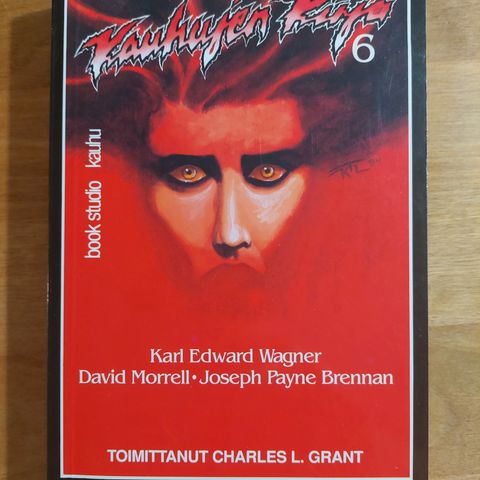 Kauhujen Kirja
6
book studio kauhu
Karl Edward Wagner
David Morrell • Joseph Payne Brennan
TOIMITTANUT CHARLES L. GRANT